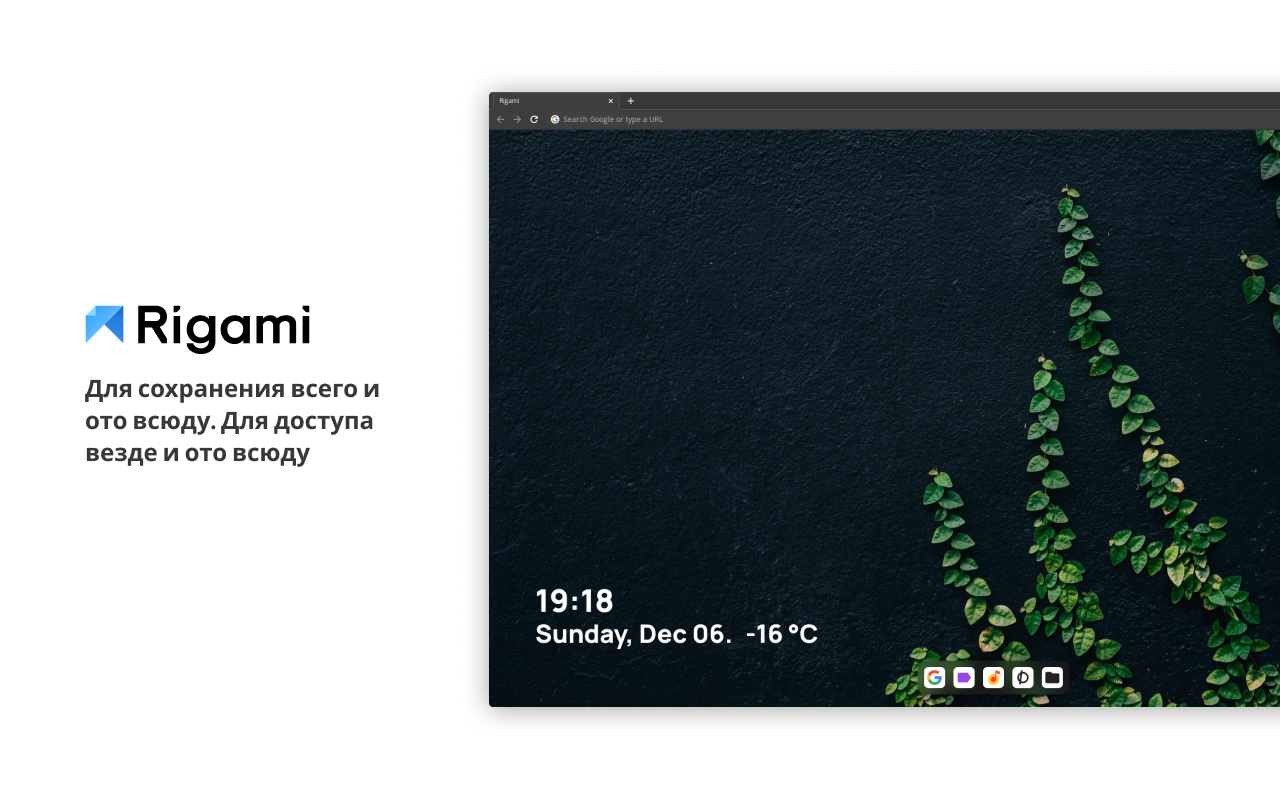 Rigami
Для сохранения всего и
ото всюду. Для доступа
везде и ото всюду
Rigami
Search Google or type a URL
19:18
Sunday, Dec 06. -16 °C